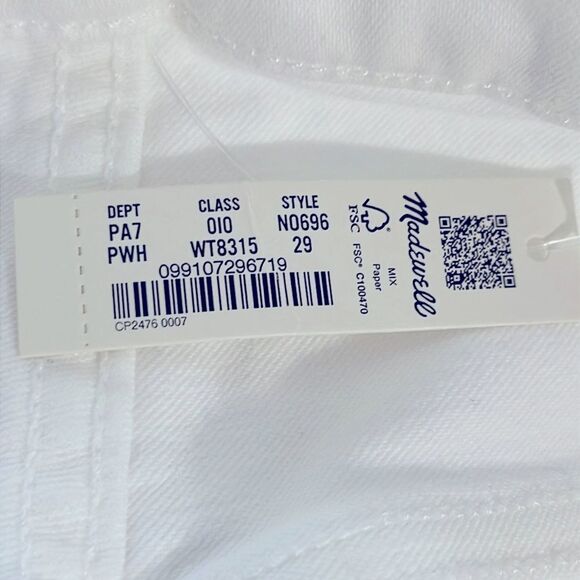 DEPT CLASS STYLE
PA7 010 N0696
PWH WT8315 29
099107296719
CP2476 0007
FSC
MIX
Paper
FSC® C100470
Madewell